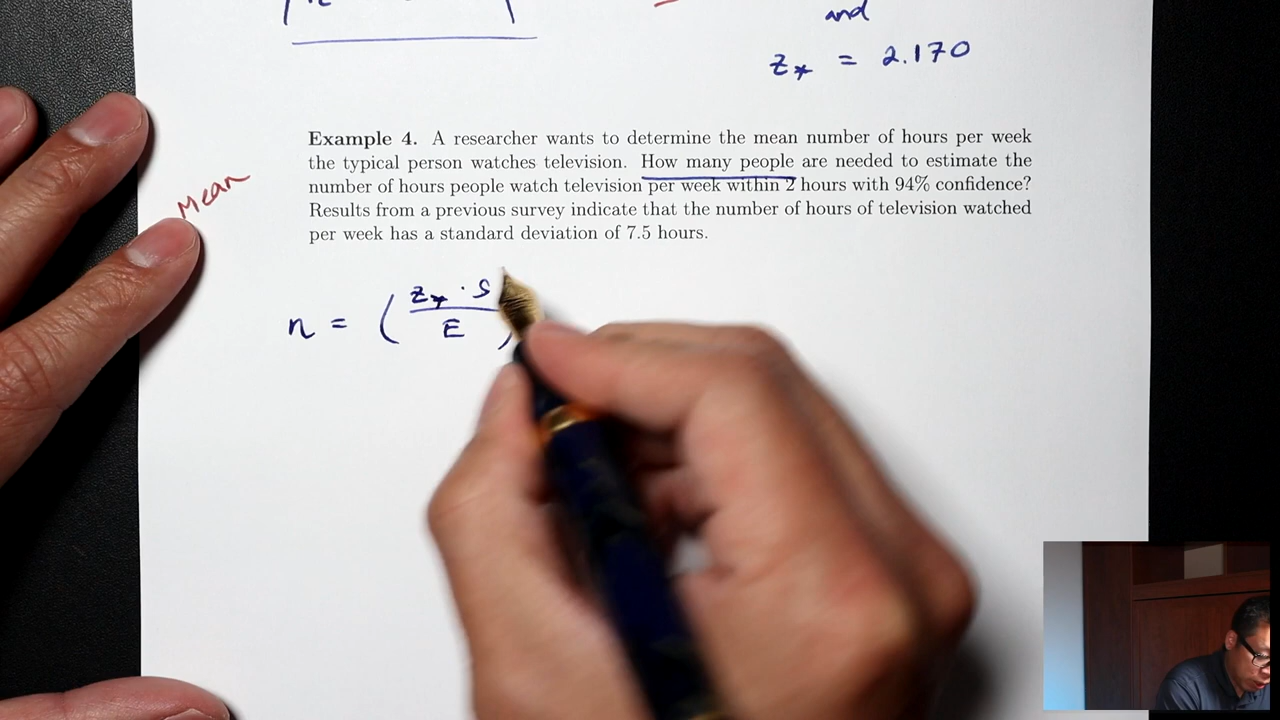 and
z* = 2.170
Example 4. A researcher wants to determine the mean number of hours per week
the typical person watches television. How many people are needed to estimate the
number of hours people watch television per week within 2 hours with 94% confidence?
Results from a previous survey indicate that the number of hours of television watched
per week has a standard deviation of 7.5 hours.
Mean
n = ( z* · S / E )